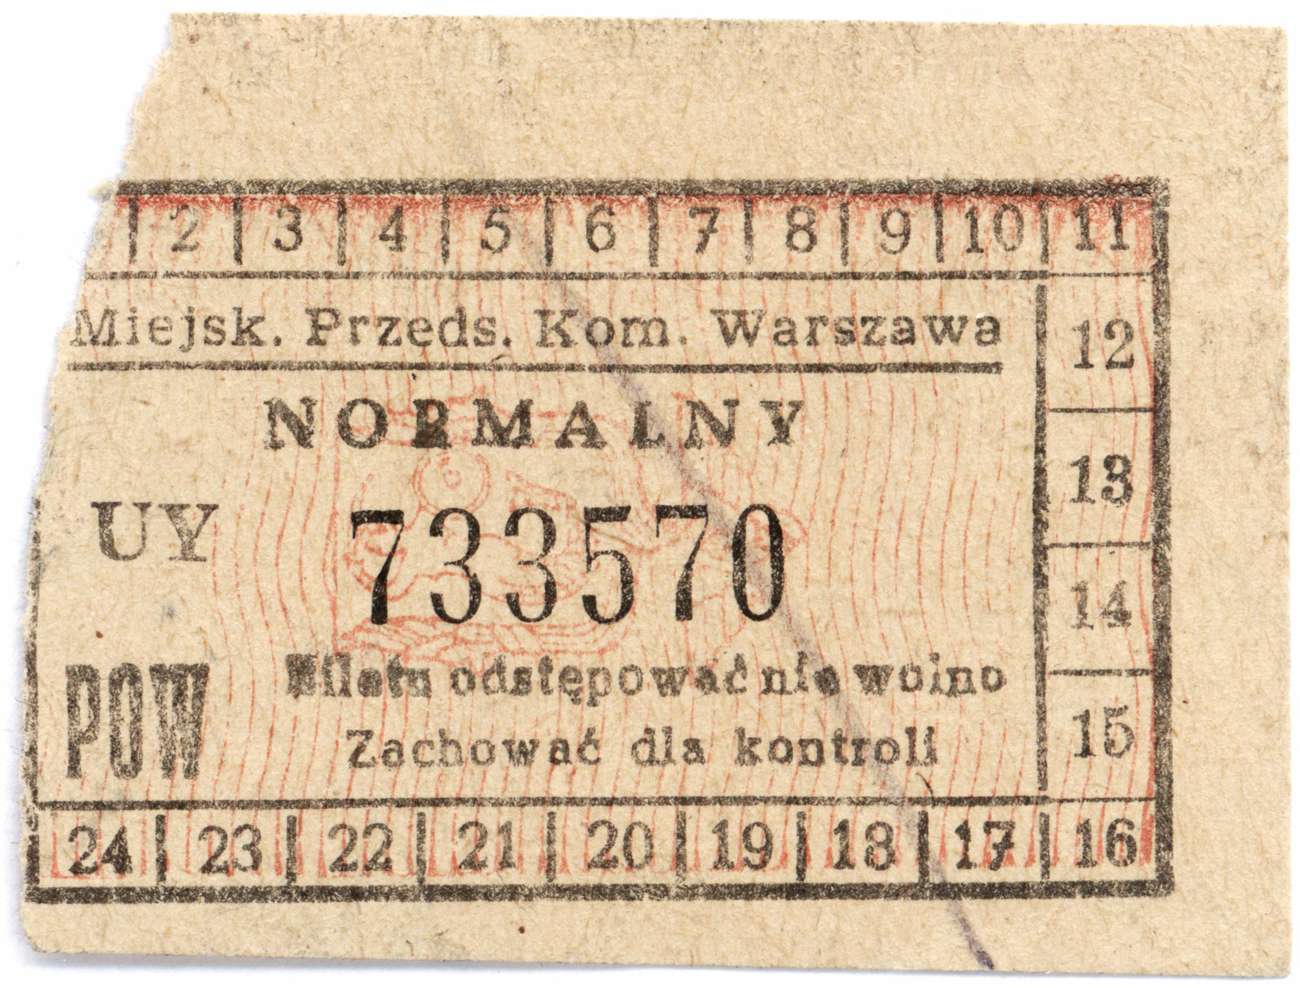 2 3 4 5 6 7 8 9 10 11
Miejsk. Przeds. Kom. Warszawa
12
NORMALNY
13
UY 733570
14
Biletu odstępować nie wolno
POW
Zachować dla kontroli
15
24 23 22 21 20 19 18 17 16